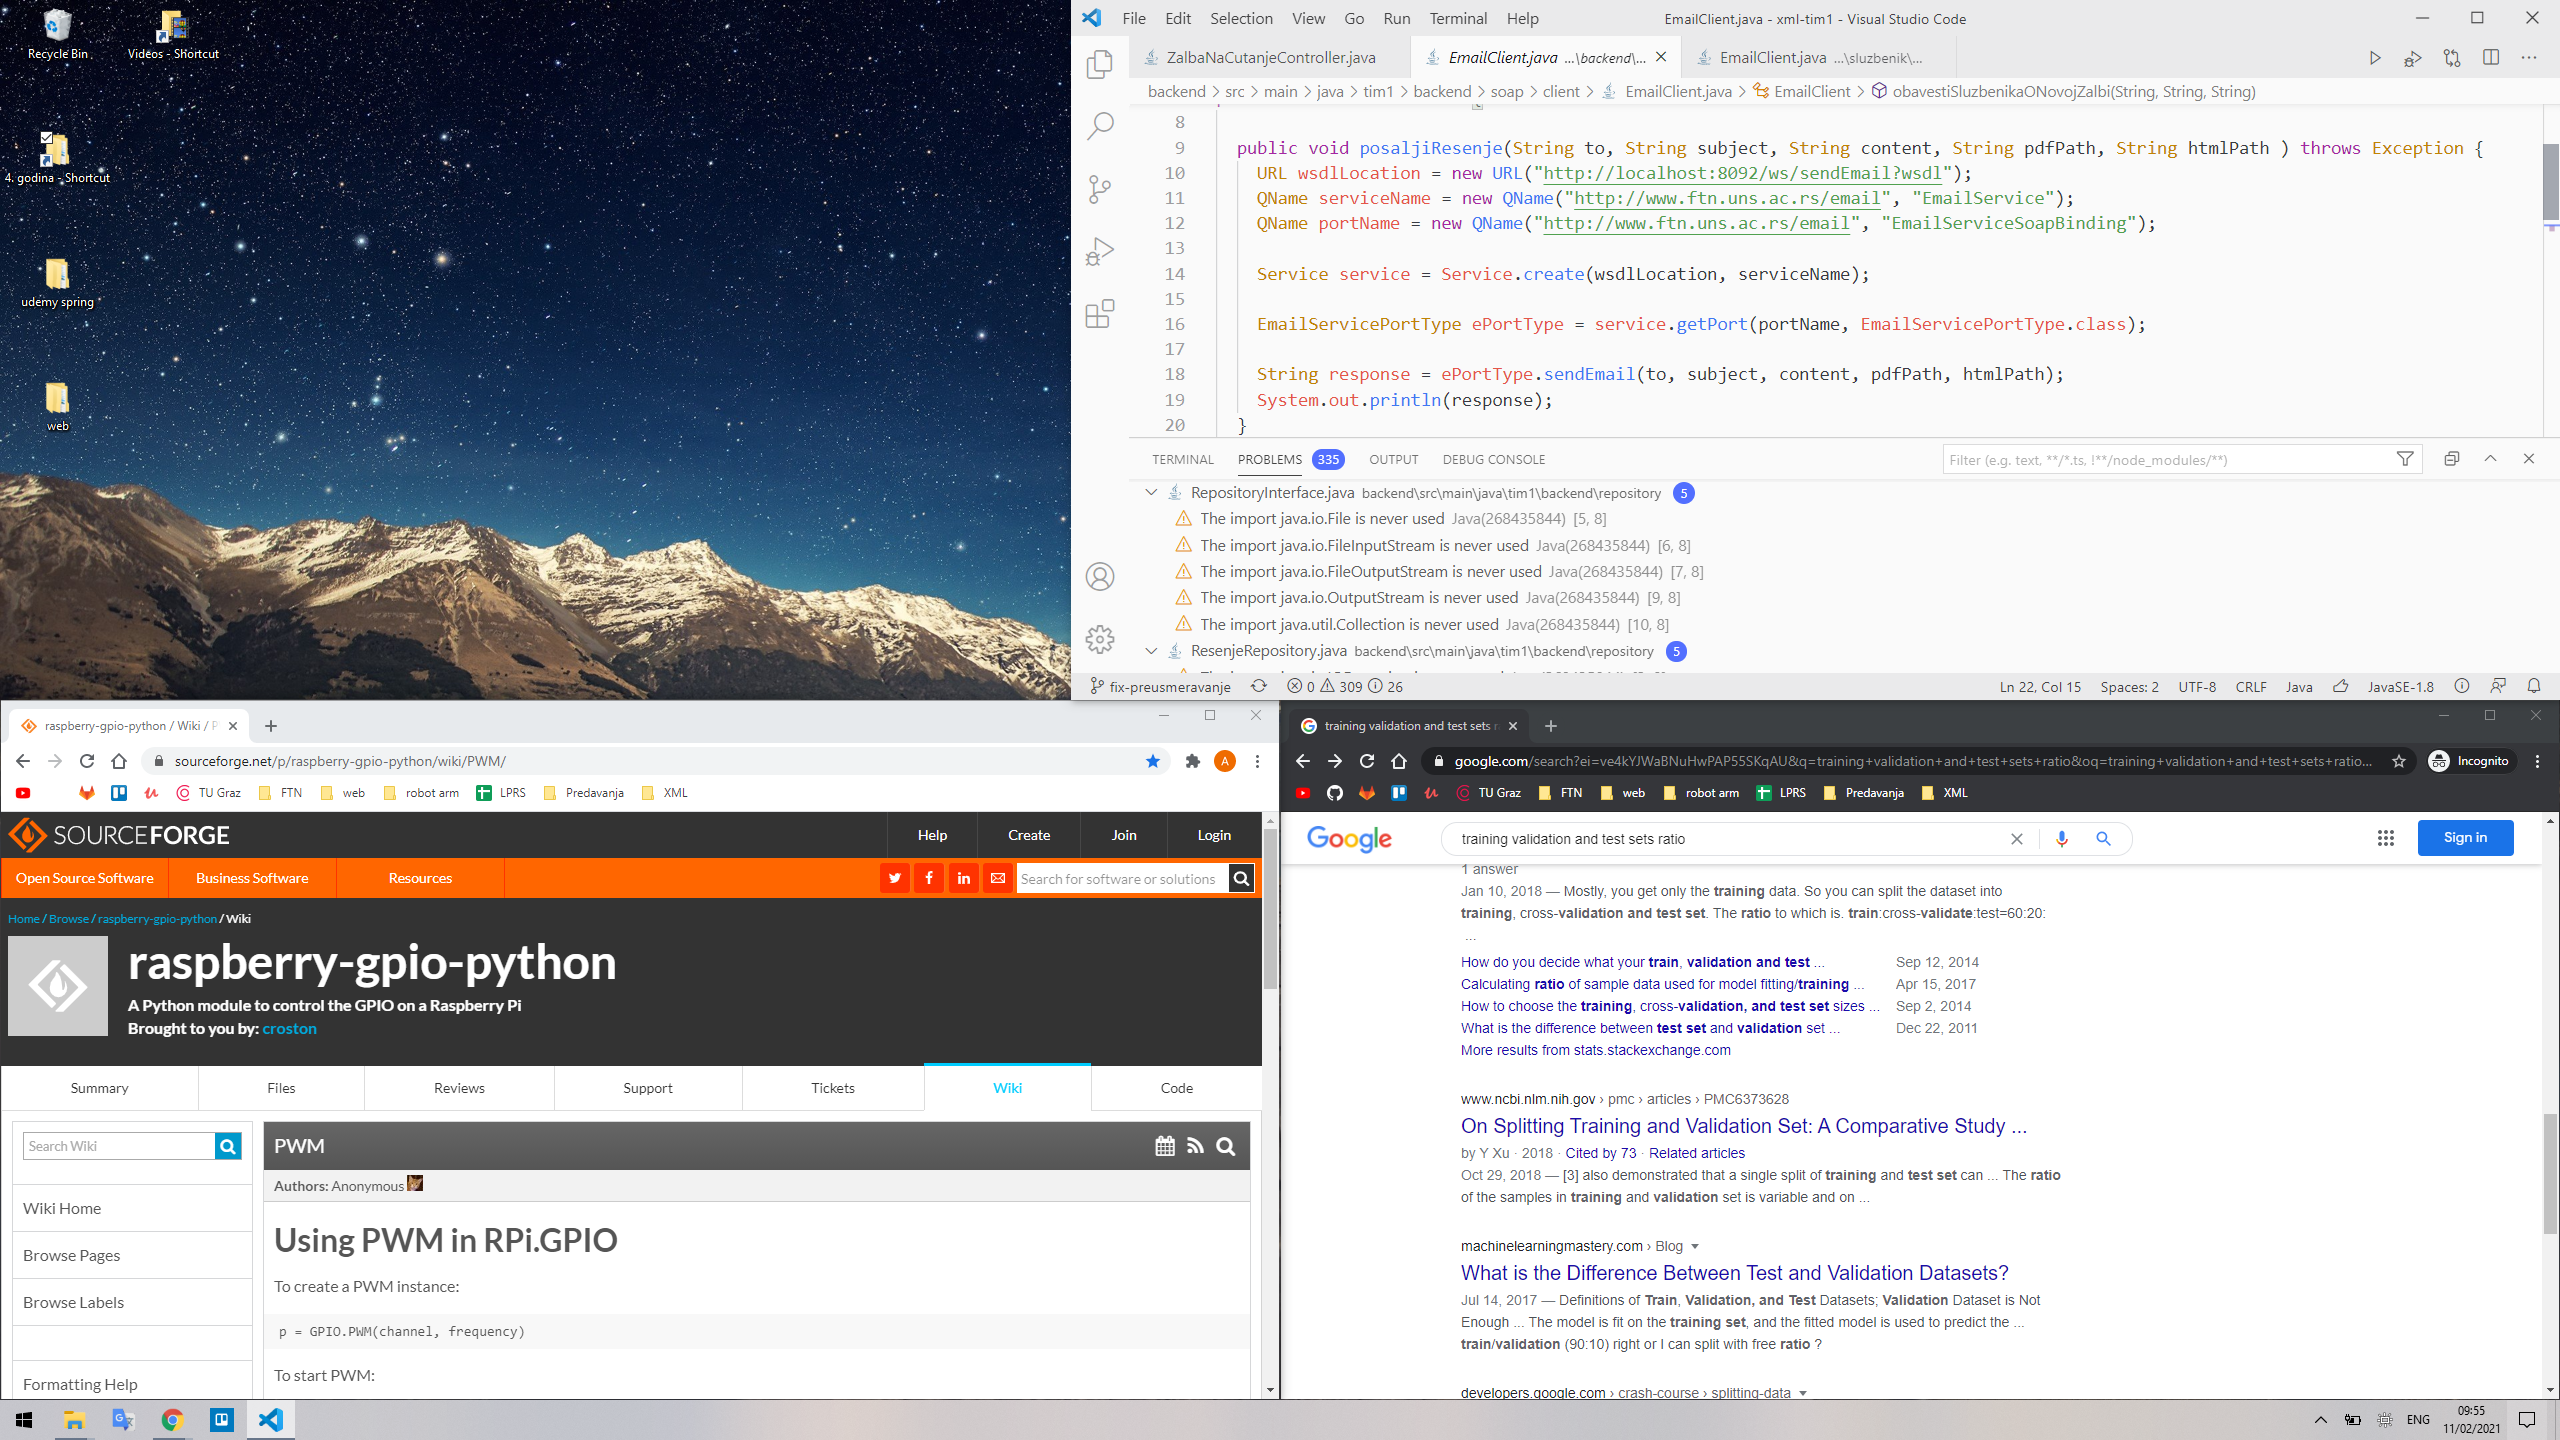 Recycle Bin
Videos - Shortcut
4. godina - Shortcut
udemy spring
web
File Edit Selection View Go Run Terminal Help
EmailClient.java - xml-tim1 - Visual Studio Code
ZalbaNaCutanjeController.java
EmailClient.java ...\backend\...
EmailClient.java ...\sluzbenik\...
backend > src > main > java > tim1 > backend > soap > client > EmailClient.java > EmailClient > obavestiSluzbenikaONovojZalbi(String, String, String)
8
9 public void posaljiResenje(String to, String subject, String content, String pdfPath, String htmlPath ) throws Exception {
10 URL wsdlLocation = new URL("http://localhost:8092/ws/sendEmail?wsdl");
11 QName serviceName = new QName("http://www.ftn.uns.ac.rs/email", "EmailService");
12 QName portName = new QName("http://www.ftn.uns.ac.rs/email", "EmailServiceSoapBinding");
13
14 Service service = Service.create(wsdlLocation, serviceName);
15
16 EmailServicePortType ePortType = service.getPort(portName, EmailServicePortType.class);
17
18 String response = ePortType.sendEmail(to, subject, content, pdfPath, htmlPath);
19 System.out.println(response);
20 }
TERMINAL PROBLEMS 335 OUTPUT DEBUG CONSOLE
Filter (e.g. text, **/*.ts, !**/node_modules/**)
RepositoryInterface.java backend\src\main\java\tim1\backend\repository 5
The import java.io.File is never used Java(268435844) [5, 8]
The import java.io.FileInputStream is never used Java(268435844) [6, 8]
The import java.io.FileOutputStream is never used Java(268435844) [7, 8]
The import java.io.OutputStream is never used Java(268435844) [9, 8]
The import java.util.Collection is never used Java(268435844) [10, 8]
ResenjeRepository.java backend\src\main\java\tim1\backend\repository 5
fix-preusmeravanje 0 309 26
Ln 22, Col 15 Spaces: 2 UTF-8 CRLF Java JavaSE-1.8
raspberry-gpio-python / Wiki / P
sourceforge.net/p/raspberry-gpio-python/wiki/PWM/
A
TU Graz FTN web robot arm LPRS Predavanja XML
SOURCEFORGE
Help Create Join Login
Open Source Software Business Software Resources
Search for software or solutions
Home / Browse / raspberry-gpio-python / Wiki
raspberry-gpio-python
A Python module to control the GPIO on a Raspberry Pi
Brought to you by: croston
Summary Files Reviews Support Tickets Wiki Code
Search Wiki
Wiki Home
Browse Pages
Browse Labels
Formatting Help
PWM
Authors: Anonymous
Using PWM in RPi.GPIO
To create a PWM instance:
p = GPIO.PWM(channel, frequency)
To start PWM:
training validation and test sets r
google.com/search?ei=ve4kYJWaBNuHwPAP55SKqAU&q=training+validation+and+test+sets+ratio&oq=training+validation+and+test+sets+ratio...
Incognito
TU Graz FTN web robot arm LPRS Predavanja XML
Google
training validation and test sets ratio
Sign in
1 answer
Jan 10, 2018 — Mostly, you get only the training data. So you can split the dataset into
training, cross-validation and test set. The ratio to which is. train:cross-validate:test=60:20:
...
How do you decide what your train, validation and test ... Sep 12, 2014
Calculating ratio of sample data used for model fitting/training ... Apr 15, 2017
How to choose the training, cross-validation, and test set sizes ... Sep 2, 2014
What is the difference between test set and validation set ... Dec 22, 2011
More results from stats.stackexchange.com
www.ncbi.nlm.nih.gov › pmc › articles › PMC6373628
On Splitting Training and Validation Set: A Comparative Study ...
by Y Xu · 2018 · Cited by 73 · Related articles
Oct 29, 2018 — [3] also demonstrated that a single split of training and test set can ... The ratio
of the samples in training and validation set is variable and on ...
machinelearningmastery.com › Blog
What is the Difference Between Test and Validation Datasets?
Jul 14, 2017 — Definitions of Train, Validation, and Test Datasets; Validation Dataset is Not
Enough ... The model is fit on the training set, and the fitted model is used to predict the ...
train/validation (90:10) right or I can split with free ratio ?
developers.google.com › crash-course › splitting-data
ENG
09:55
11/02/2021